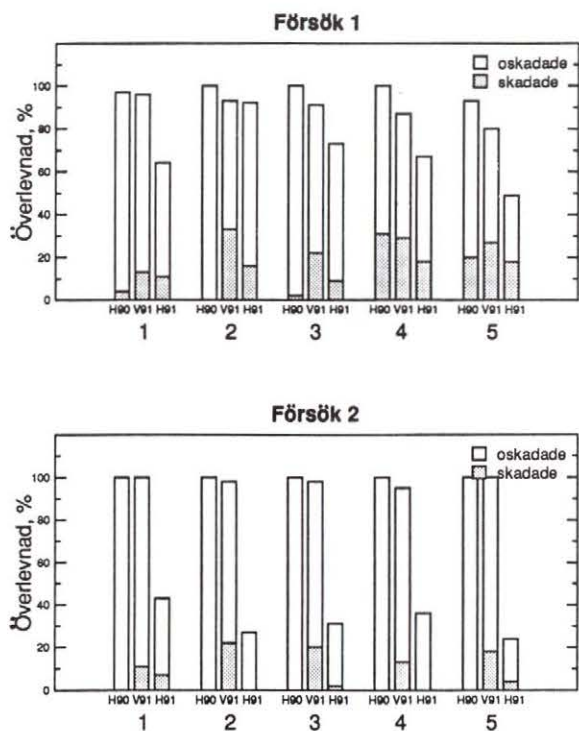 Försök 1
oskadade
skadade
Överlevnad, %
100
80
60
40
20
0
H90 V91 H91 H90 V91 H91 H90 V91 H91 H90 V91 H91 H90 V91 H91
1 2 3 4 5
Försök 2
oskadade
skadade
Överlevnad, %
100
80
60
40
20
0
H90 V91 H91 H90 V91 H91 H90 V91 H91 H90 V91 H91 H90 V91 H91
1 2 3 4 5